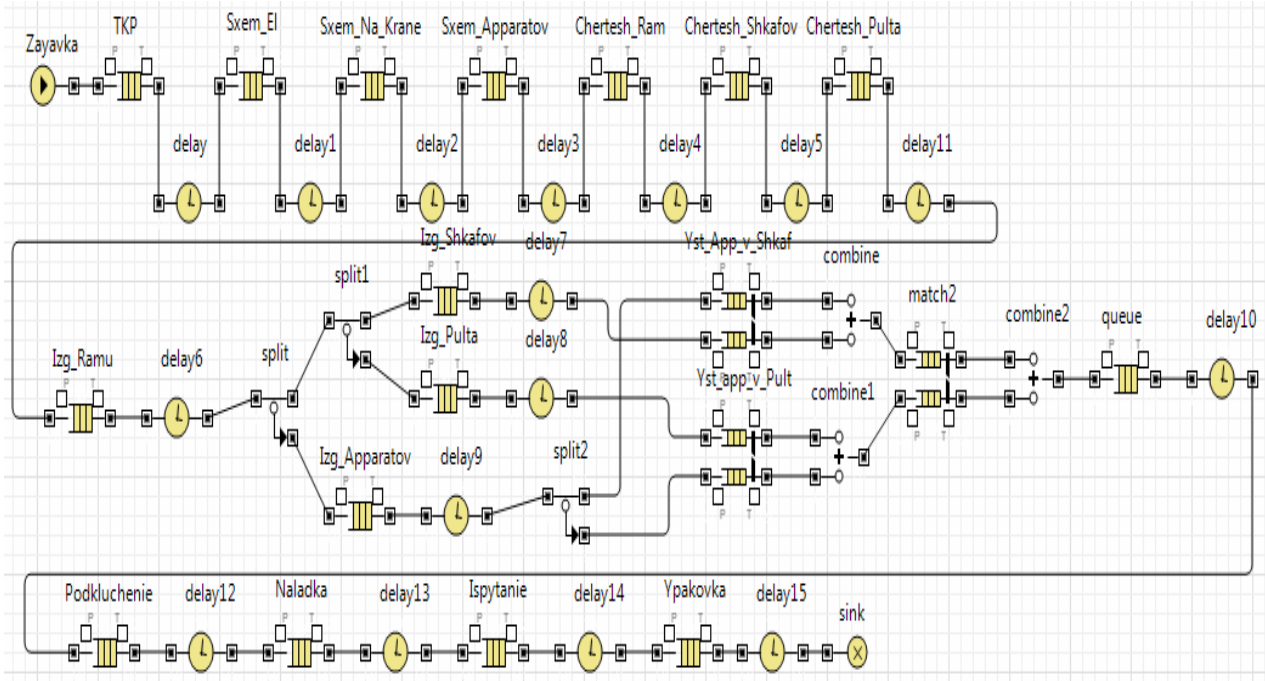 Zayavka
TKP
Sxem_El
Sxem_Na_Krane
Sxem_Apparatov
Chertesh_Ram
Chertesh_Shkafov
Chertesh_Pulta
P T
P T
P T
P T
P T
P T
P T
delay
delay1
delay2
delay3
delay4
delay5
delay11
Izg_Shkafov
delay7
Yst_App_v_Shkaf
combine
P T
P T
split1
match2
combine2
queue
delay10
Izg_Ramu
delay6
split
Izg_Pulta
delay8
P T
P T
P T
P T
P T
Yst_app_v_Pult
combine1
P T
Izg_Apparatov
delay9
split2
P T
P T
P T
Podkluchenie
delay12
Naladka
delay13
Ispytanie
delay14
Ypakovka
delay15
sink
P T
P T
P T
P T